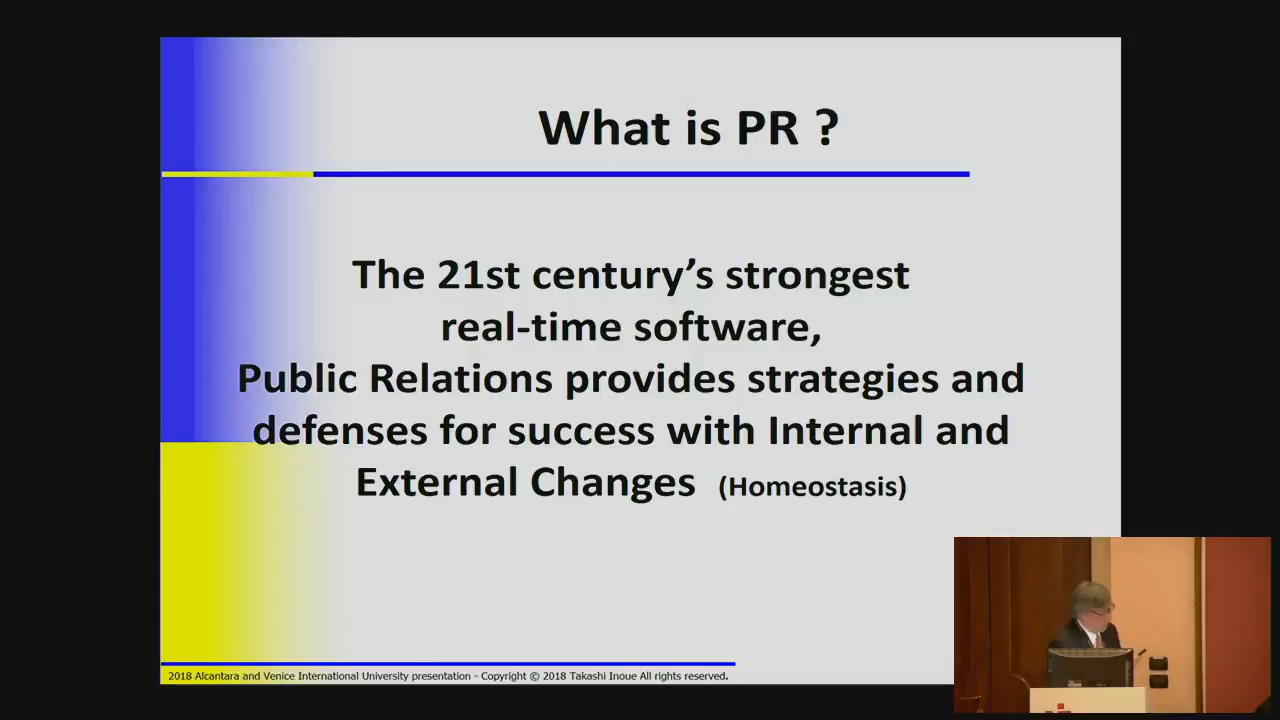 What is PR ?
The 21st century’s strongest
real-time software,
Public Relations provides strategies and
defenses for success with Internal and
External Changes (Homeostasis)
2018 Alcantara and Venice International University presentation - Copyright © 2018 Takashi Inoue All rights reserved.